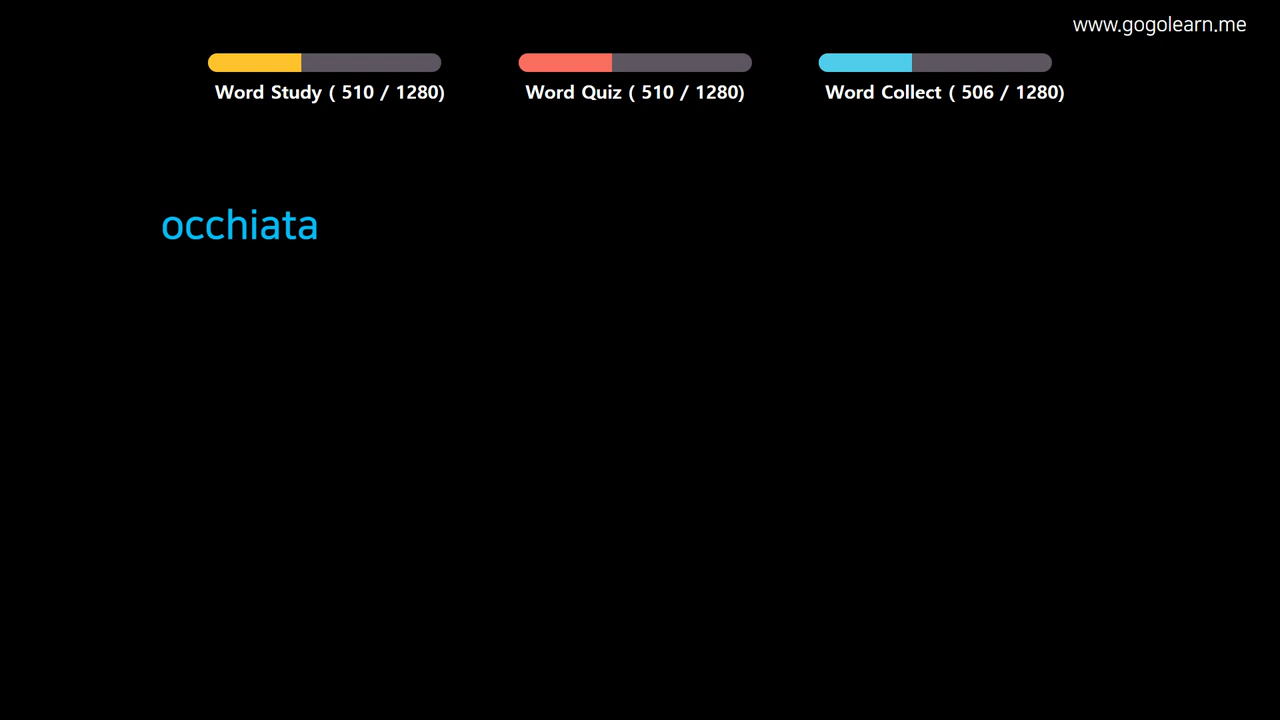 www.gogolearn.me
Word Study ( 510 / 1280)
Word Quiz ( 510 / 1280)
Word Collect ( 506 / 1280)
occhiata